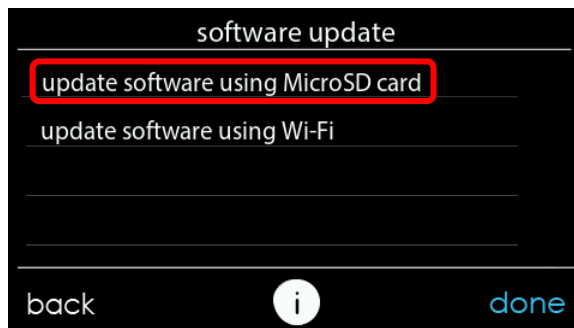 software update
update software using MicroSD card
update software using Wi-Fi
back i done